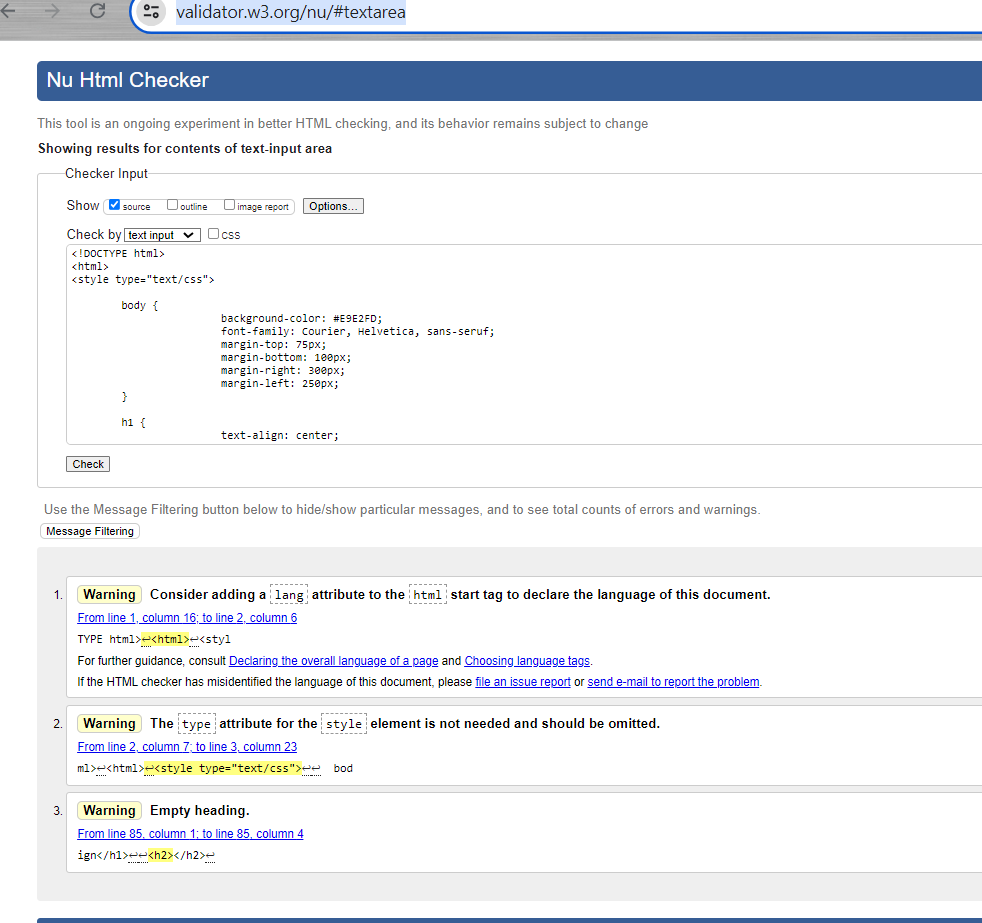 validator.w3.org/nu/#textarea
Nu Html Checker
This tool is an ongoing experiment in better HTML checking, and its behavior remains subject to change
Showing results for contents of text-input area
Checker Input
Show source outline image report Options...
Check by text input css
<!DOCTYPE html>
<html>
<style type="text/css">
body {
background-color: #E9E2FD;
font-family: Courier, Helvetica, sans-seruf;
margin-top: 75px;
margin-bottom: 100px;
margin-right: 300px;
margin-left: 250px;
}
h1 {
text-align: center;
Check
Use the Message Filtering button below to hide/show particular messages, and to see total counts of errors and warnings.
Message Filtering
1. Warning Consider adding a lang attribute to the html start tag to declare the language of this document.
From line 1, column 16; to line 2, column 6
TYPE html>↩<html>↩<styl
For further guidance, consult Declaring the overall language of a page and Choosing language tags.
If the HTML checker has misidentified the language of this document, please file an issue report or send e-mail to report the problem.
2. Warning The type attribute for the style element is not needed and should be omitted.
From line 2, column 7; to line 3, column 23
ml>↩<html>↩<style type="text/css">↩↩ bod
3. Warning Empty heading.
From line 85, column 1; to line 85, column 4
ign</h1>↩↩<h2></h2>↩